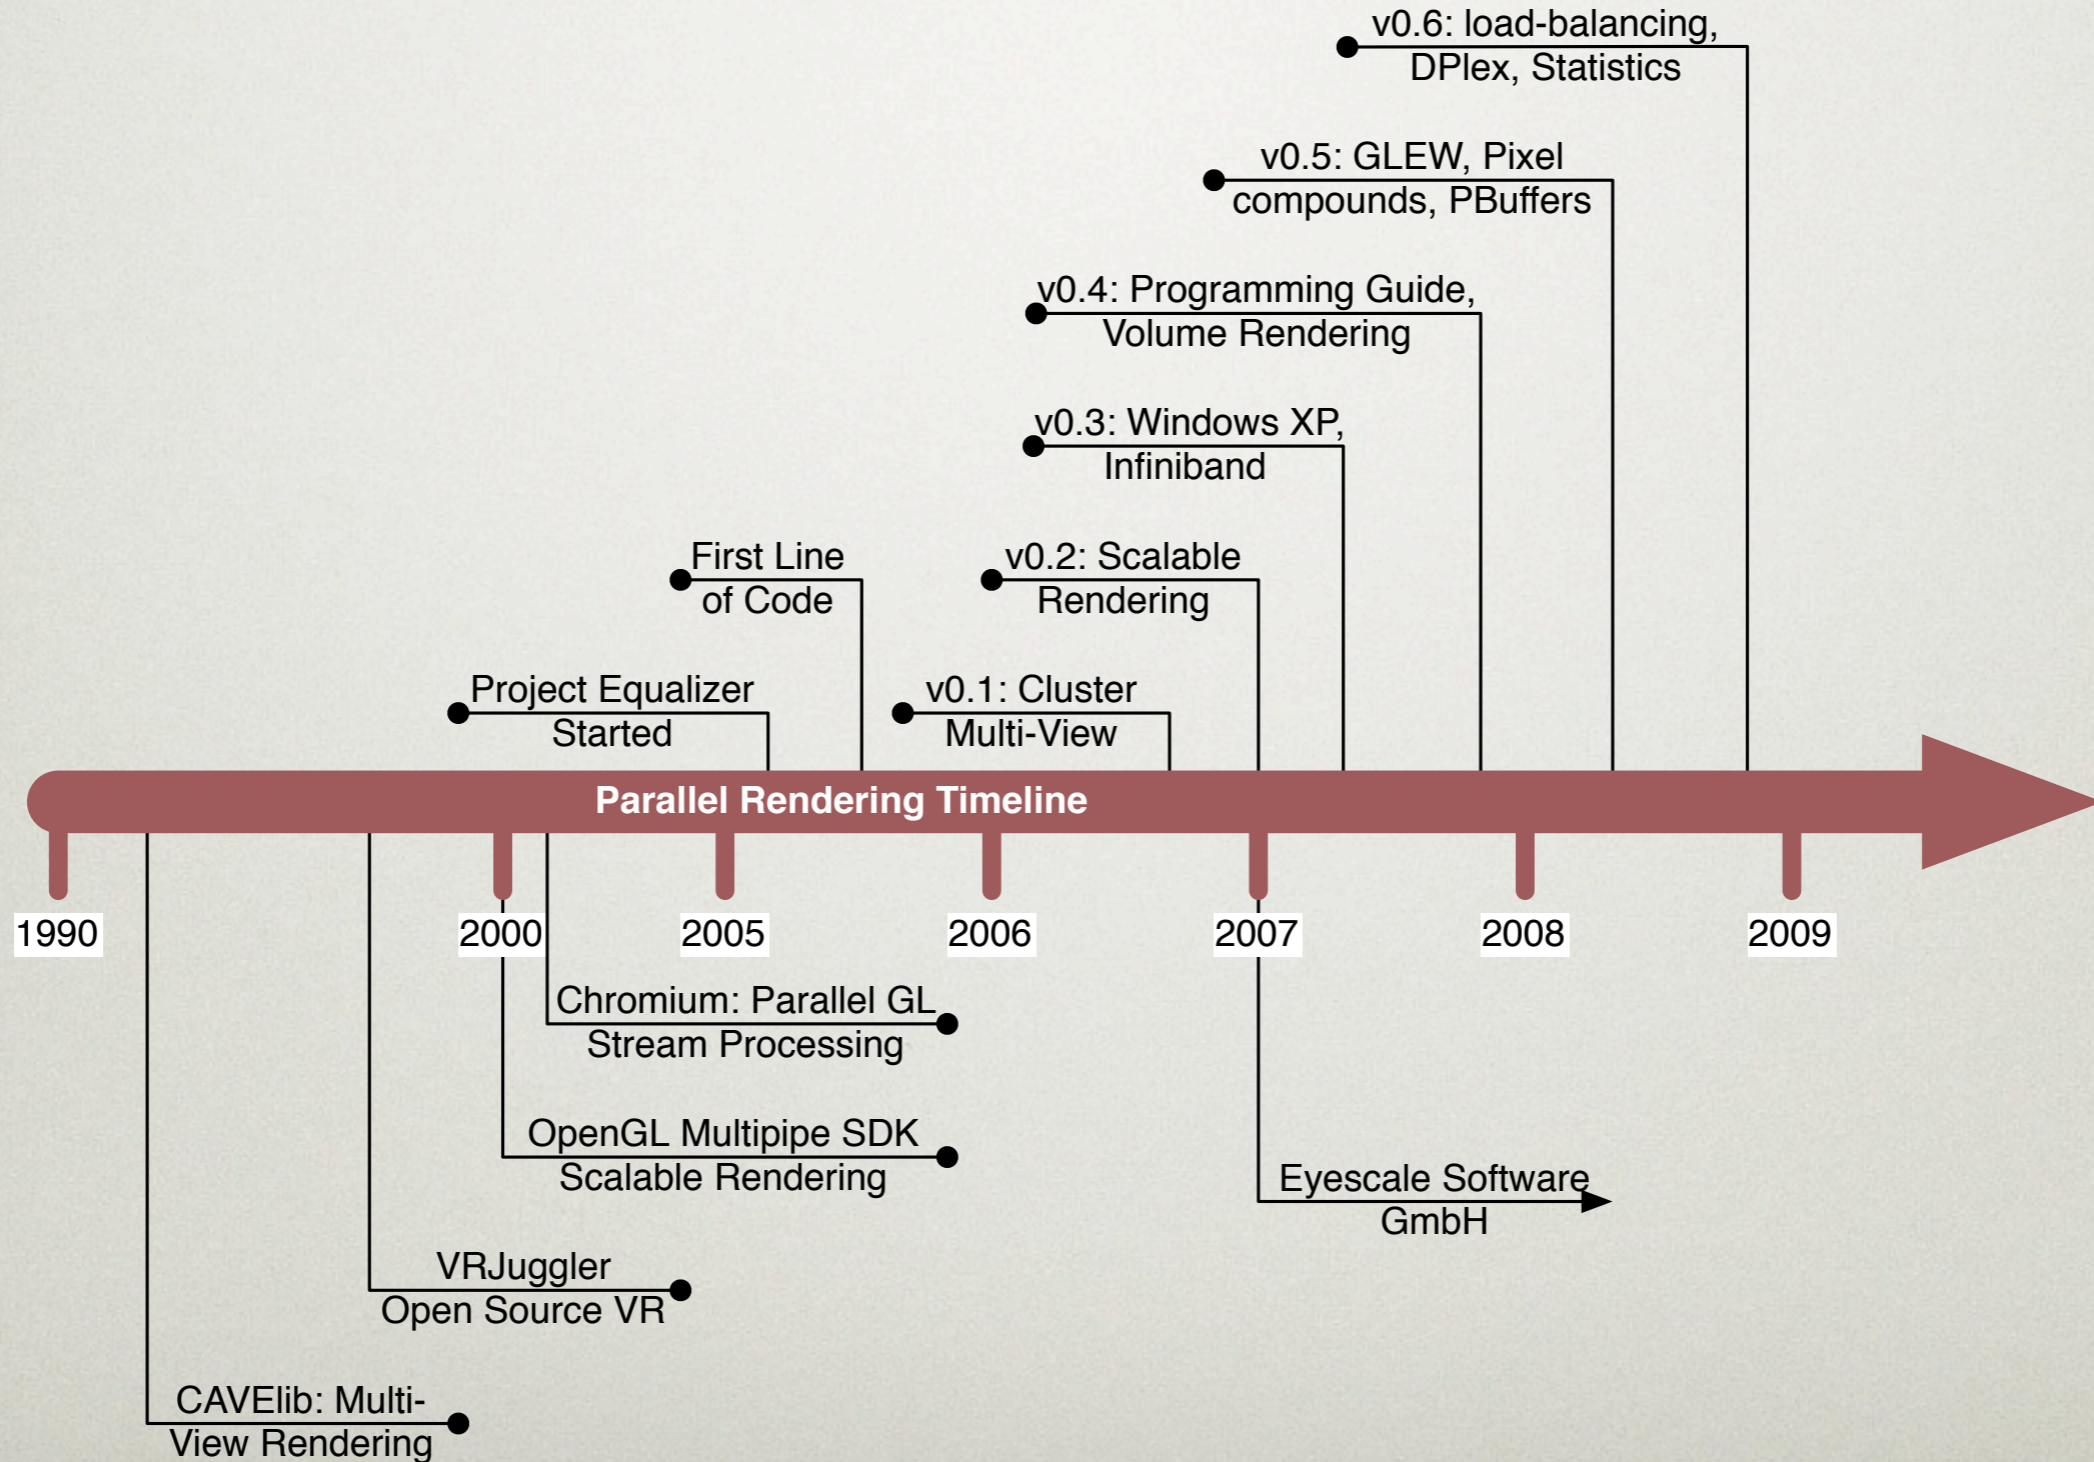 v0.6: load-balancing,
DPlex, Statistics
v0.5: GLEW, Pixel
compounds, PBuffers
v0.4: Programming Guide,
Volume Rendering
v0.3: Windows XP,
Infiniband
First Line
of Code
v0.2: Scalable
Rendering
Project Equalizer
Started
v0.1: Cluster
Multi-View
Parallel Rendering Timeline
1990
2000
2005
2006
2007
2008
2009
Chromium: Parallel GL
Stream Processing
OpenGL Multipipe SDK
Scalable Rendering
Eyescale Software
GmbH
VRJuggler
Open Source VR
CAVElib: Multi-
View Rendering